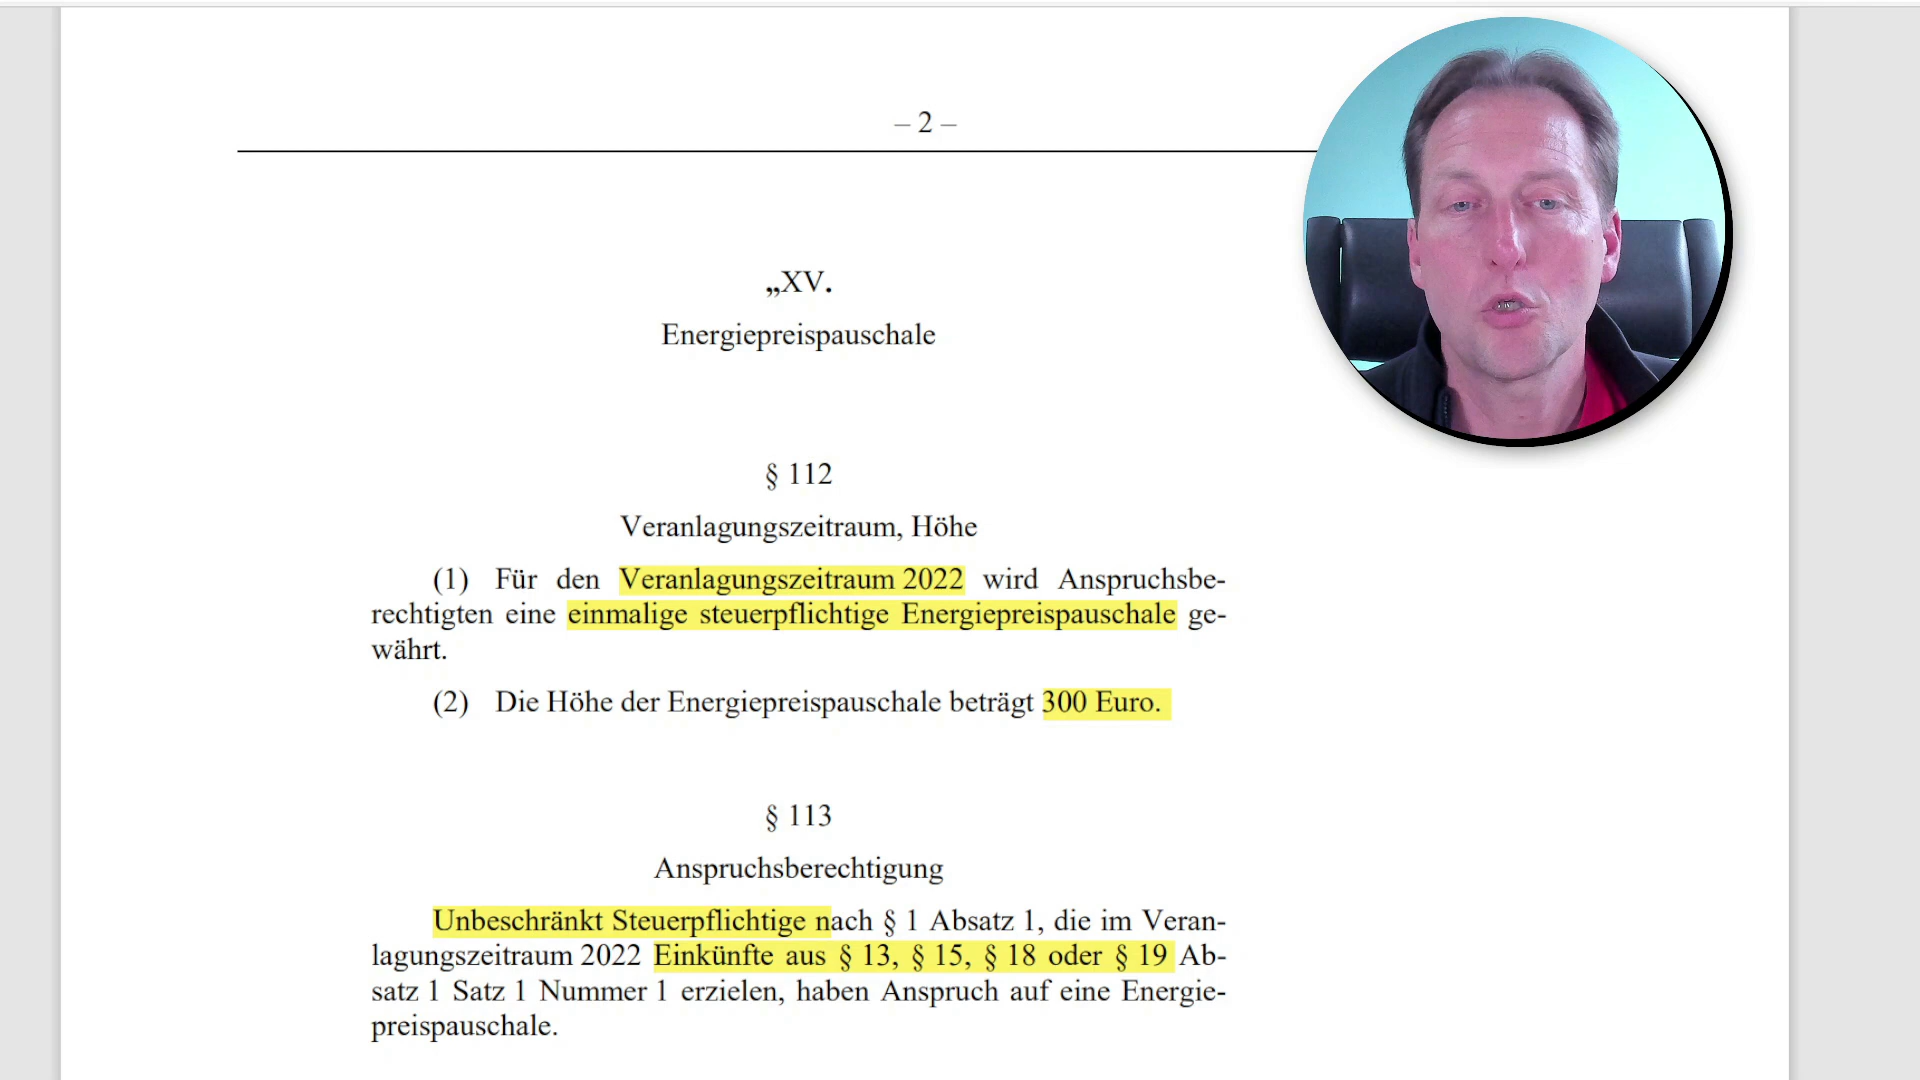 – 2 –
„XV.
Energiepreispauschale
§ 112
Veranlagungszeitraum, Höhe
(1) Für den Veranlagungszeitraum 2022 wird Anspruchsbe-
rechtigten eine einmalige steuerpflichtige Energiepreispauschale ge-
währt.
(2) Die Höhe der Energiepreispauschale beträgt 300 Euro.
§ 113
Anspruchsberechtigung
Unbeschränkt Steuerpflichtige nach § 1 Absatz 1, die im Veran-
lagungszeitraum 2022 Einkünfte aus § 13, § 15, § 18 oder § 19 Ab-
satz 1 Satz 1 Nummer 1 erzielen, haben Anspruch auf eine Energie-
preispauschale.